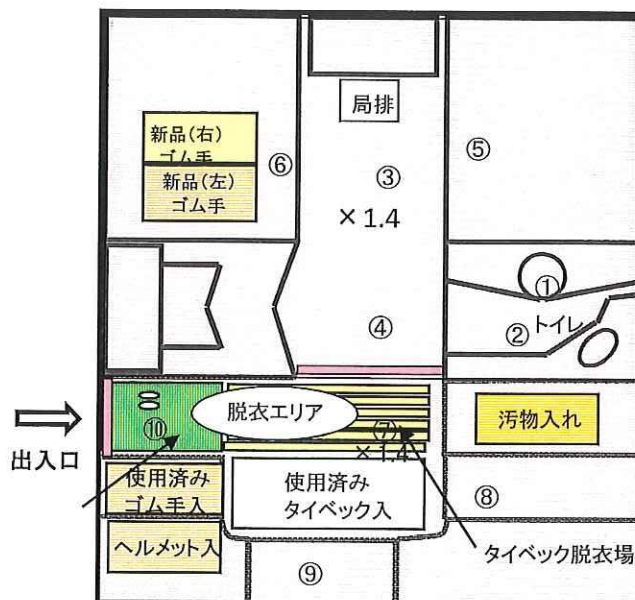 局排
新品(右)
ゴム手
新品(左)
ゴム手
⑥
③
⑤
×1.4
①
④
②
トイレ
脱衣エリア
⑩
⑦
×1.4
汚物入れ
出入口
使用済み
ゴム手入
使用済み
タイベック入
⑧
ヘルメット入
タイベック脱衣場
⑨